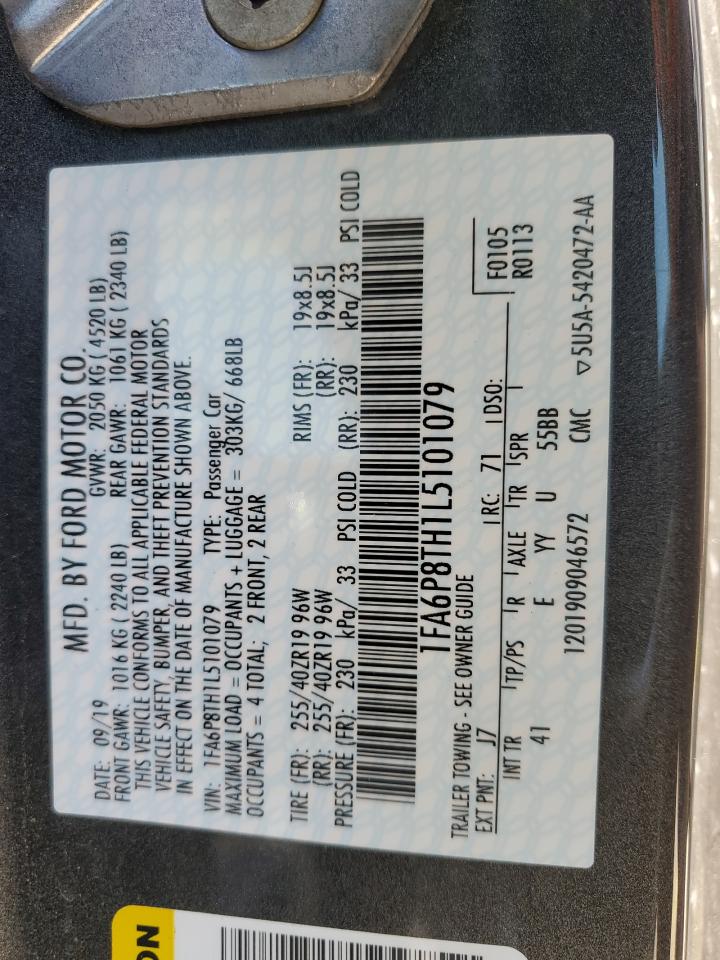 MFD. BY FORD MOTOR CO.
DATE: 09/19 GVWR: 2050 KG ( 4520 LB)
FRONT GAWR: 1016 KG ( 2240 LB) REAR GAWR: 1061 KG ( 2340 LB)
THIS VEHICLE CONFORMS TO ALL APPLICABLE FEDERAL MOTOR
VEHICLE SAFETY, BUMPER, AND THEFT PREVENTION STANDARDS
IN EFFECT ON THE DATE OF MANUFACTURE SHOWN ABOVE.
VIN: 1FA6P8TH1L5101079 TYPE: Passenger Car
MAXIMUM LOAD = OCCUPANTS + LUGGAGE = 303KG/ 668LB
OCCUPANTS = 4 TOTAL; 2 FRONT, 2 REAR
TIRE (FR): 255/40ZR19 96W RIMS (FR): 19x8.5J
(RR): 255/40ZR19 96W (RR): 19x8.5J
PRESSURE (FR): 230 kPa/ 33 PSI COLD (RR): 230 kPa/ 33 PSI COLD
1FA6P8TH1L5101079
TRAILER TOWING - SEE OWNER GUIDE
EXT PNT: J7 RC: 71 DSO: F0105
R0113
INT TR TP/PS R AXLE TR SPR
41 E YY U 55BB
1201909046572 CMC ▽5U5A-5420472-AA
ON